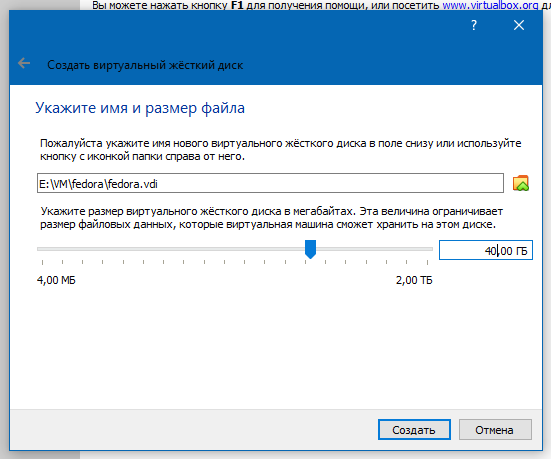 Вы можете нажать кнопку F1 для получения помощи, или посетить www.virtualbox.org дл
?
Создать виртуальный жёсткий диск
Укажите имя и размер файла
Пожалуйста укажите имя нового виртуального жёсткого диска в поле снизу или используйте
кнопку с иконкой папки справа от него.
E:\VM\fedora\fedora.vdi
Укажите размер виртуального жёсткого диска в мегабайтах. Эта величина ограничивает
размер файловых данных, которые виртуальная машина сможет хранить на этом диске.
40,00 ГБ
4,00 МБ
2,00 ТБ
Создать
Отмена